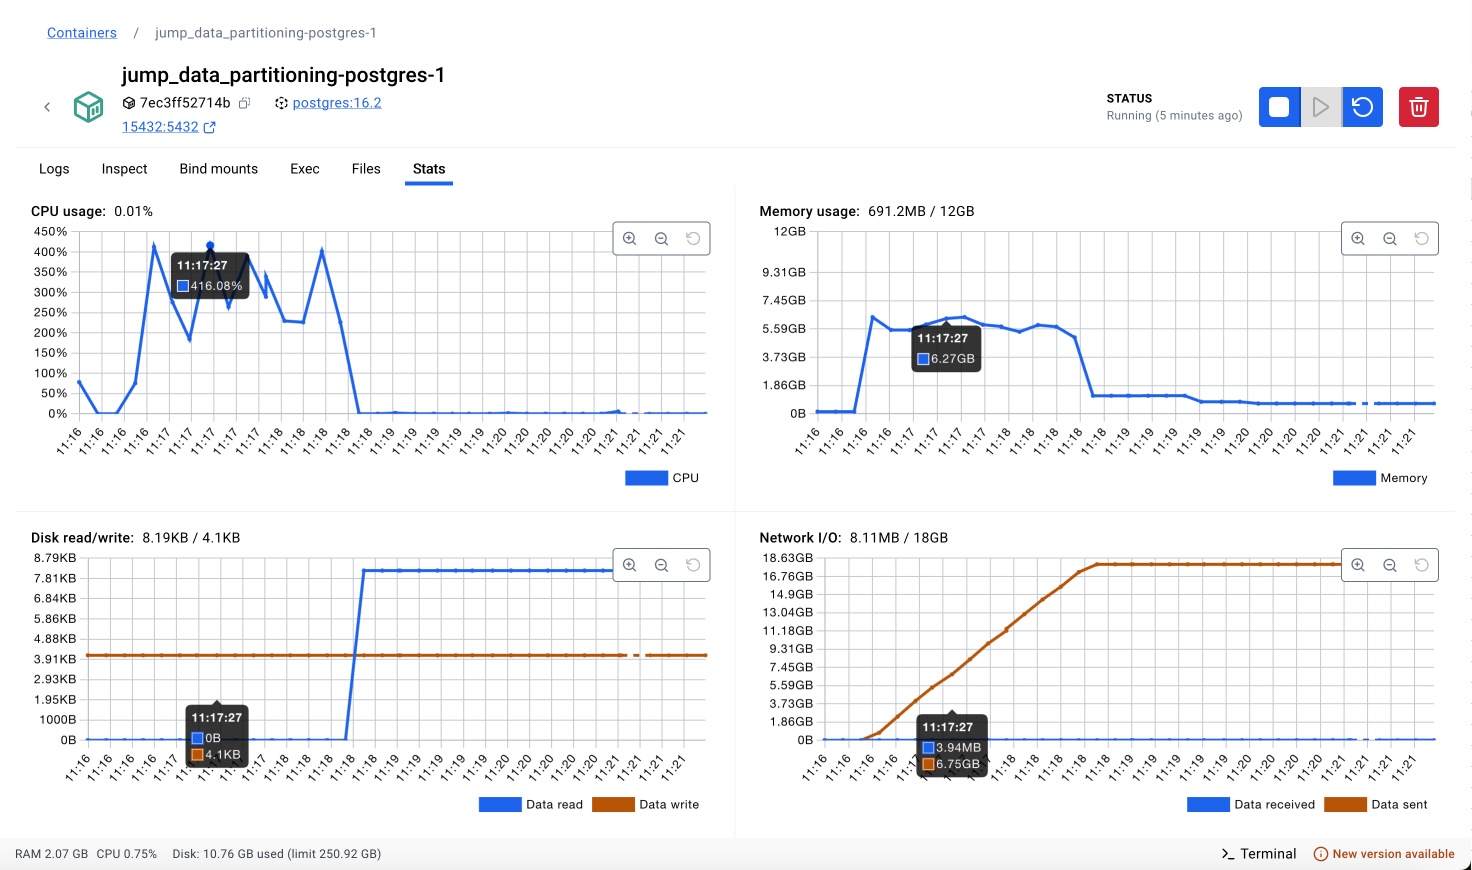 Containers / jump_data_partitioning-postgres-1
jump_data_partitioning-postgres-1
7ec3ff52714b postgres:16.2
15432:5432
STATUS
Running (5 minutes ago)
Logs Inspect Bind mounts Exec Files Stats
CPU usage: 0.01%
450%
400%
350%
300%
250%
200%
150%
100%
50%
0%
11:17:27
416.08%
11:16 11:16 11:16 11:16 11:17 11:17 11:17 11:17 11:17 11:18 11:18 11:18 11:18 11:18 11:19 11:19 11:19 11:19 11:20 11:20 11:20 11:20 11:20 11:20 11:21 11:21 11:21 11:21
CPU
Memory usage: 691.2MB / 12GB
12GB
9.31GB
7.45GB
5.59GB
3.73GB
1.86GB
0B
11:17:27
6.27GB
11:16 11:16 11:16 11:16 11:17 11:17 11:17 11:17 11:18 11:18 11:18 11:18 11:18 11:19 11:19 11:19 11:19 11:19 11:20 11:20 11:20 11:20 11:21 11:21 11:21 11:21
Memory
Disk read/write: 8.19KB / 4.1KB
8.79KB
7.81KB
6.84KB
5.86KB
4.88KB
3.91KB
2.93KB
1.95KB
1000B
0B
11:17:27
0B
4.1KB
11:16 11:16 11:16 11:16 11:17 11:17 11:18 11:18 11:18 11:18 11:19 11:19 11:19 11:19 11:20 11:20 11:20 11:20 11:20 11:20 11:21 11:21 11:21 11:21
Data read Data write
Network I/O: 8.11MB / 18GB
18.63GB
16.76GB
14.9GB
13.04GB
11.18GB
9.31GB
7.45GB
5.59GB
3.73GB
1.86GB
0B
11:17:27
3.94MB
6.75GB
11:16 11:16 11:16 11:16 11:18 11:18 11:18 11:18 11:19 11:19 11:19 11:19 11:19 11:20 11:20 11:20 11:20 11:21 11:21 11:21 11:21
Data received Data sent
RAM 2.07 GB CPU 0.75% Disk: 10.76 GB used (limit 250.92 GB)
Terminal
New version available